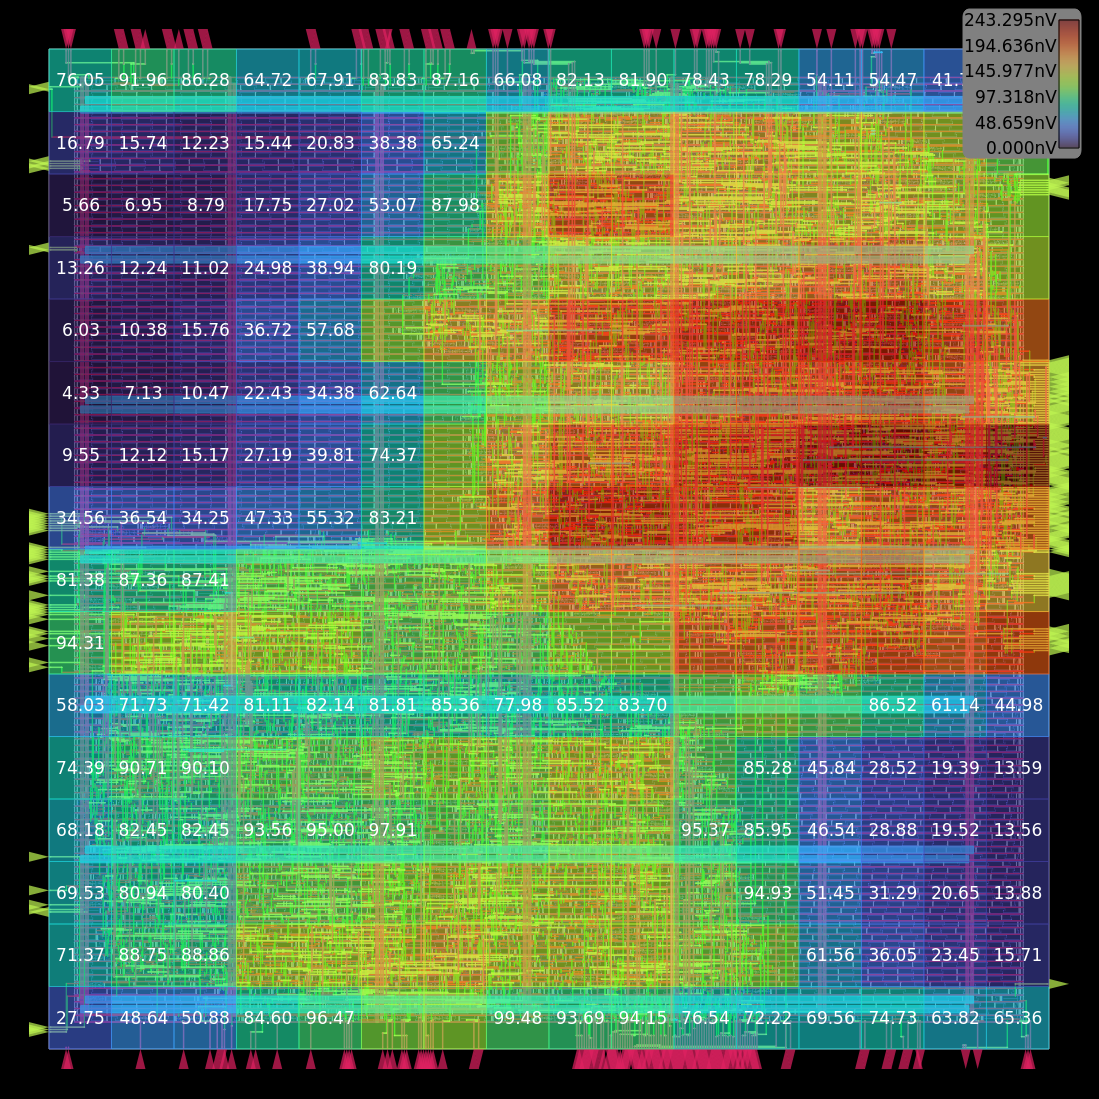 243.295nV
194.636nV
145.977nV
97.318nV
48.659nV
0.000nV
76.05 91.96 86.28 64.72 67.91 83.83 87.16 66.08 82.13 81.90 78.43 78.29 54.11 54.47
16.79 15.74 12.23 15.44 20.83 38.38 65.24
5.66 6.95 8.79 17.75 27.02 53.07 87.98
13.26 12.24 11.02 24.98 38.94 80.19
6.03 10.38 15.76 36.72 57.68
4.33 7.13 10.47 22.43 34.38 62.64
9.55 12.12 15.17 27.19 39.81 74.37
34.56 36.54 34.25 47.33 55.32 83.21
81.38 87.36 87.41
94.31
58.03 71.73 71.42 81.11 82.14 81.81 85.36 77.98 85.52 83.70 86.52 61.14 44.98
74.39 90.71 90.10 85.28 45.84 28.52 19.39 13.59
68.18 82.45 82.45 93.56 95.00 97.91 95.37 85.95 46.54 28.88 19.52 13.56
69.53 80.94 80.40 94.93 51.45 31.29 20.65 13.88
71.37 88.75 88.86 61.56 36.05 23.45 15.71
27.75 48.64 50.88 84.60 96.47 99.48 93.69 94.15 76.54 72.22 69.56 74.73 63.82 65.36